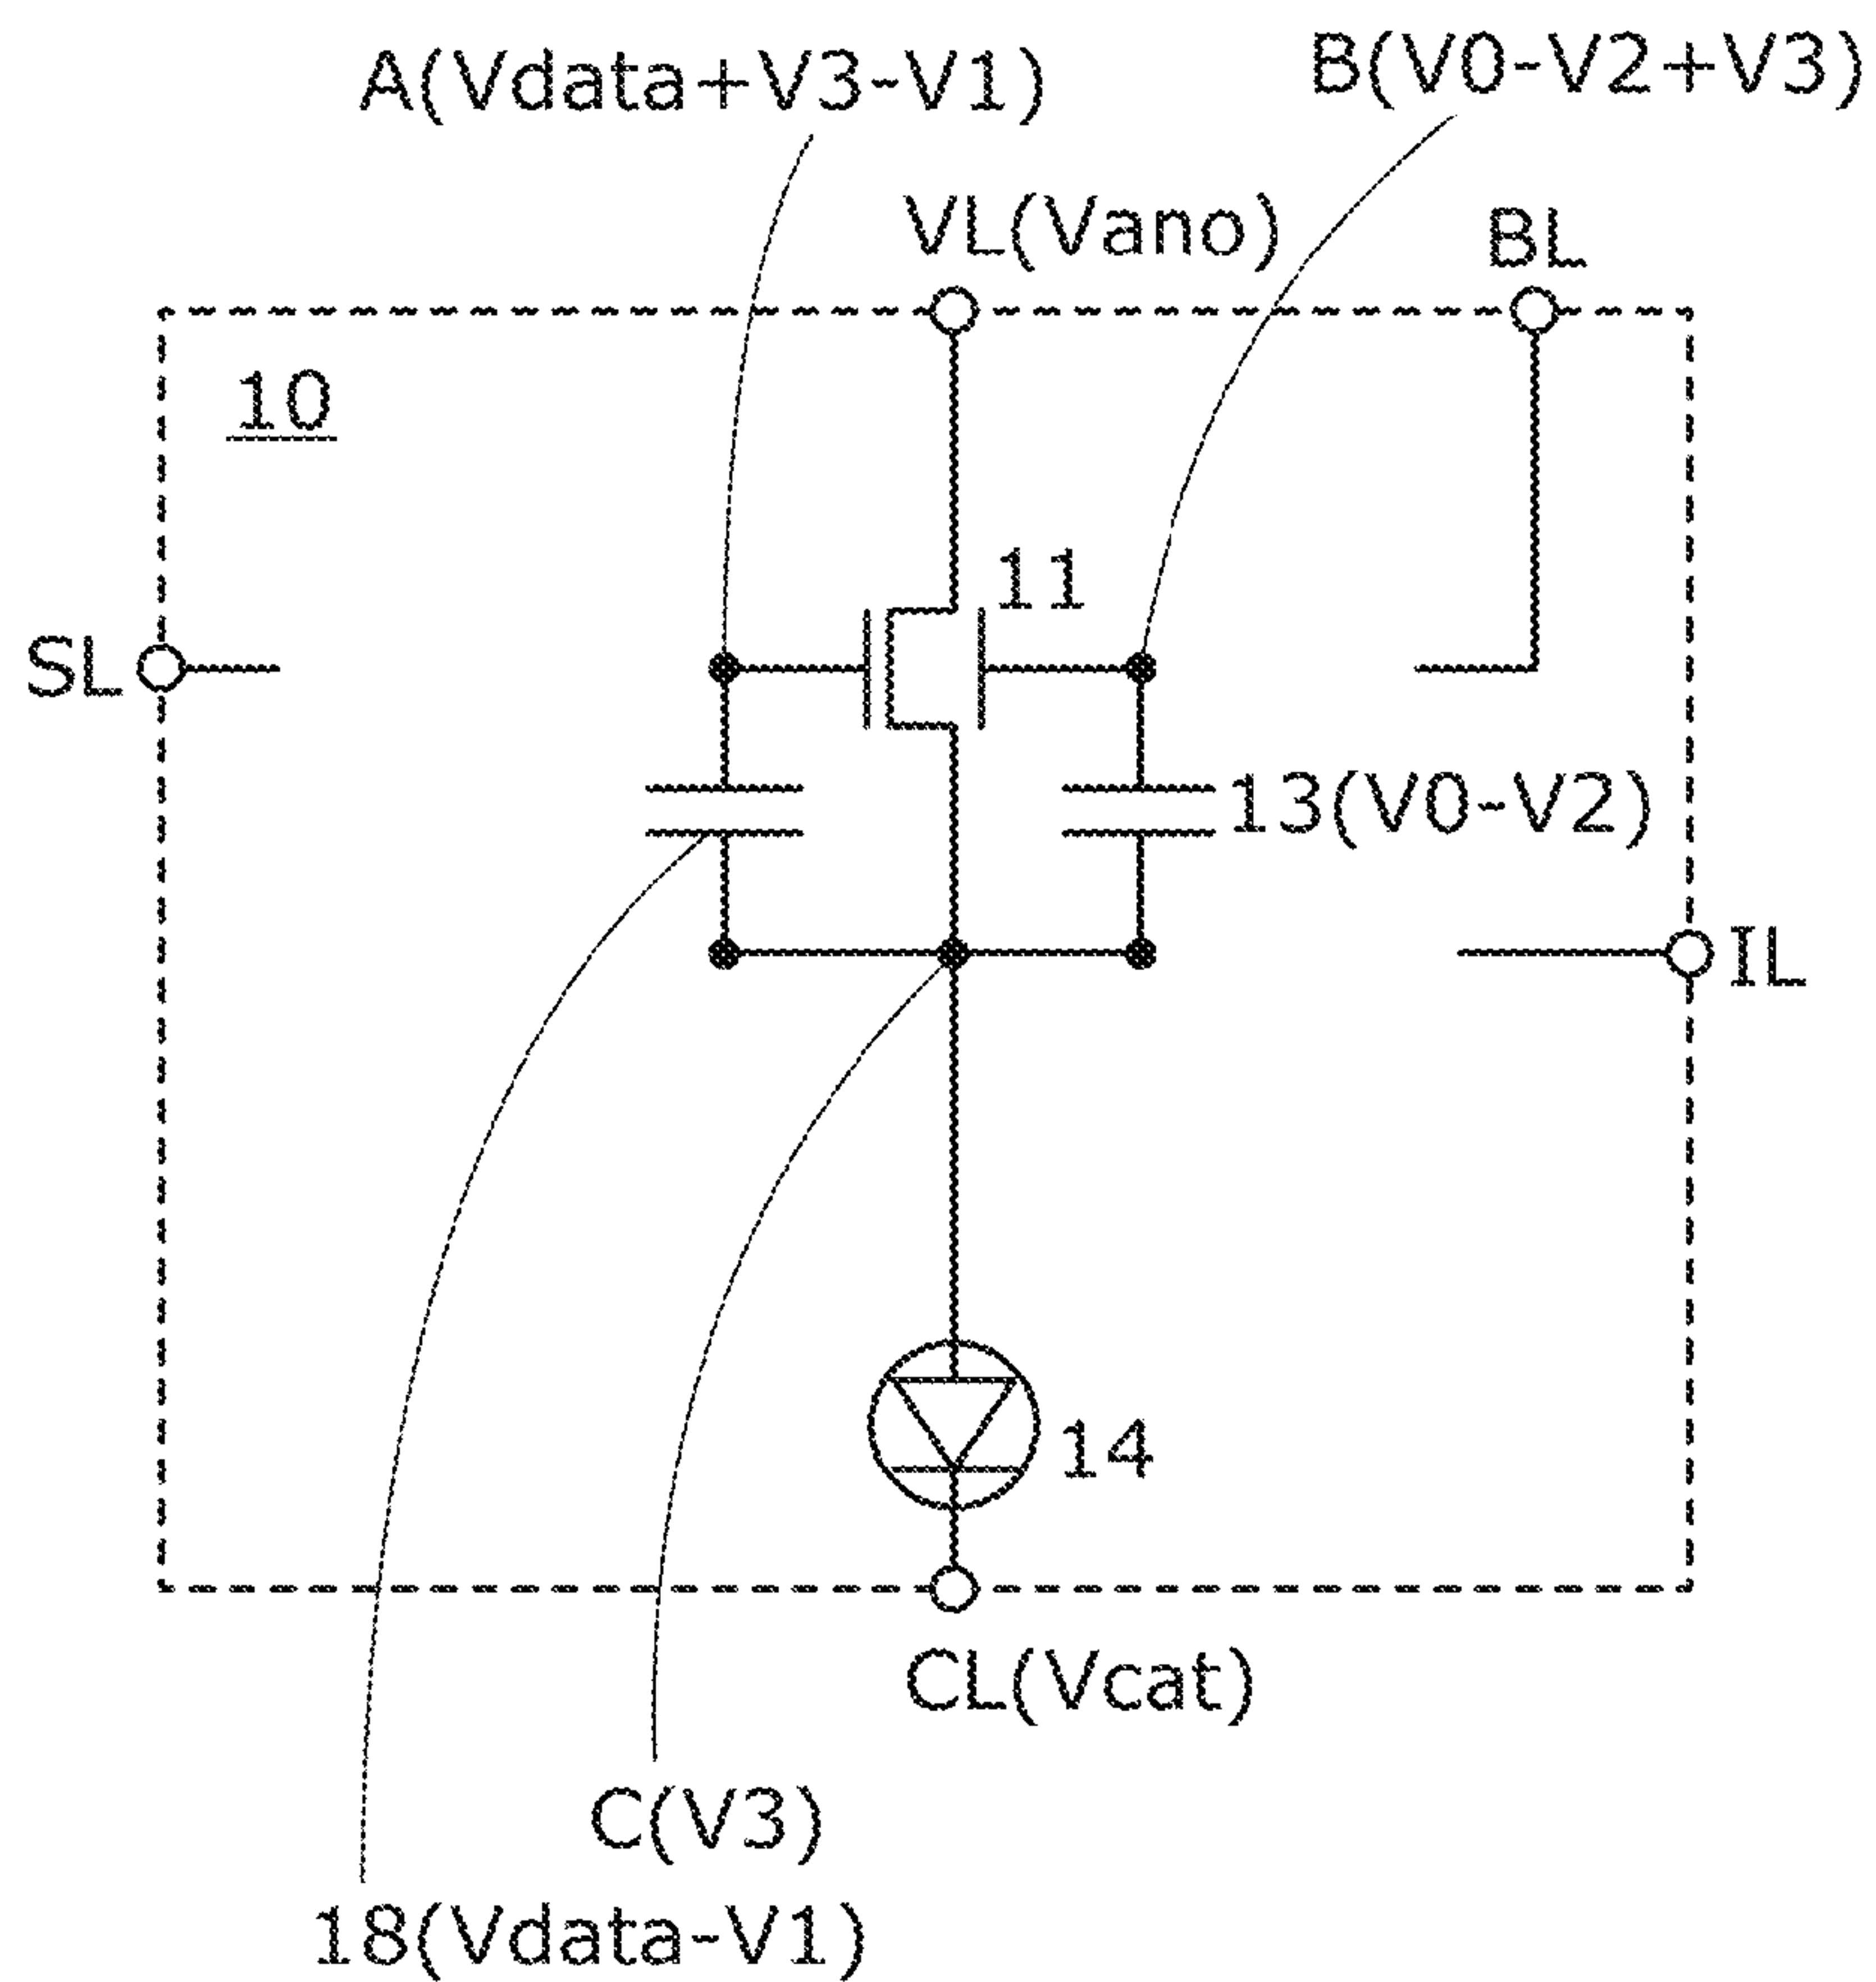 A(Vdata+V3-V1)
B(V0-V2+V3)
VL(Vano)
BL
10
11
SL
13(V0-V2)
IL
14
CL(Vcat)
C(V3)
18(Vdata-V1)